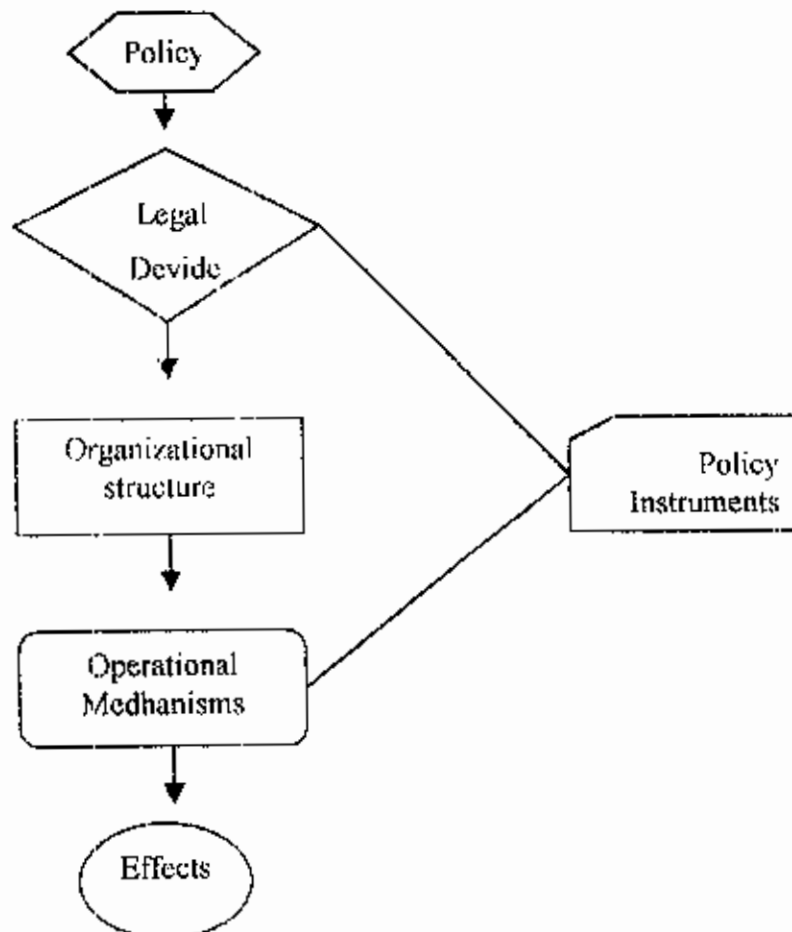 Policy
Legal
Devide
Organizational
structure
Policy
Instruments
Operational
Medhanisms
Effects